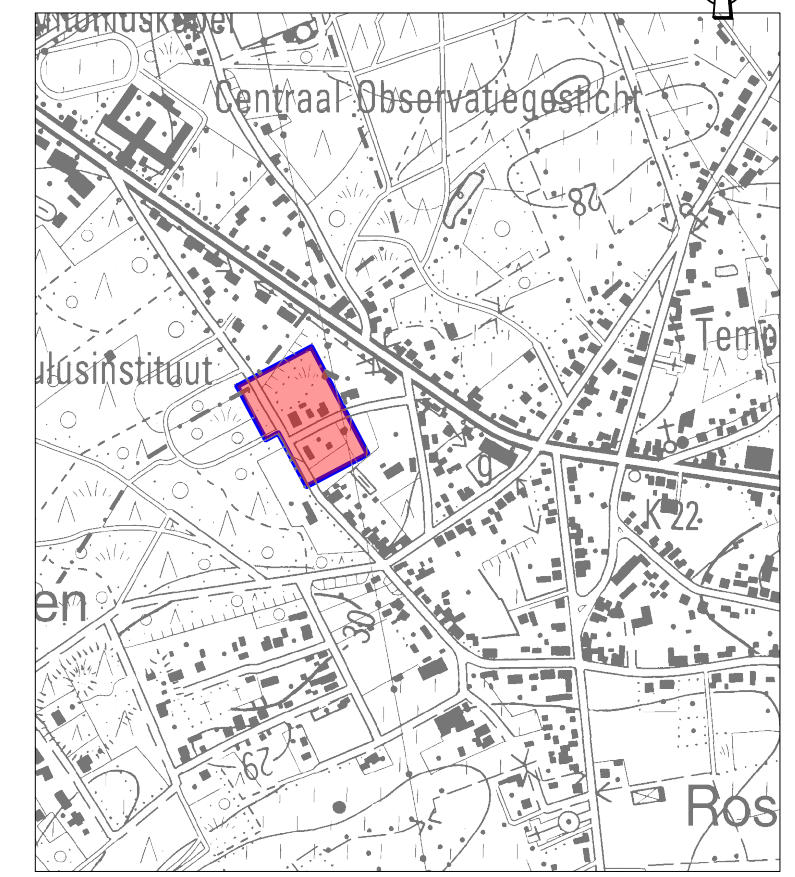 Centraal Observatiegesticht
28
Temp
ulusinstituut
g
K 22
en
30
29
Ros